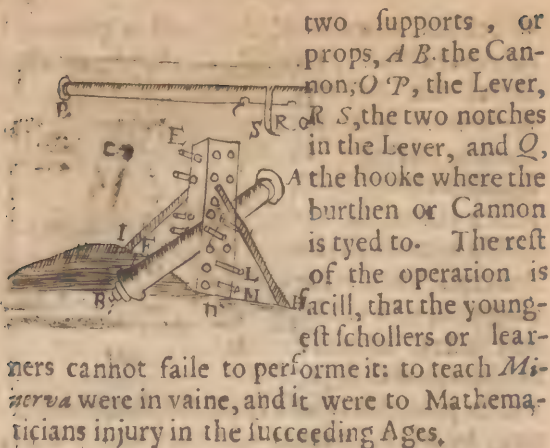 two ſupports, or
props, A B. the Can-
non, O P, the Lever,
R S, the two notches
in the Lever, and Q,
the hooke where the
burthen or Cannon
is tyed to. The reſt
of the operation is
facill, that the young-
eſt ſchollers or lear-
ners cannot faile to performe it: to teach Mi-
nerva were in vaine, and it were to Mathema-
ticians injury in the ſucceeding Ages.
P
S R O
E
A
I F
B
L
M
D H